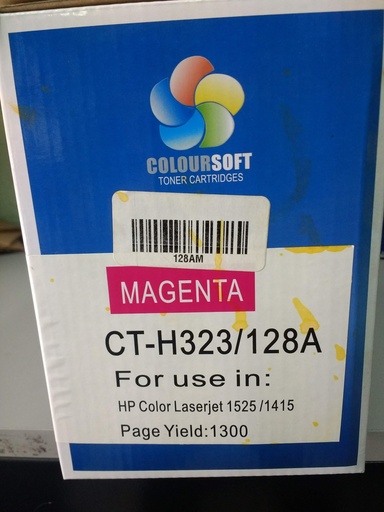 COLOURSOFT
TONER CARTRIDGES
128AM
MAGENTA
CT-H323/128A
For use in:
HP Color Laserjet 1525 /1415
Page Yield:1300